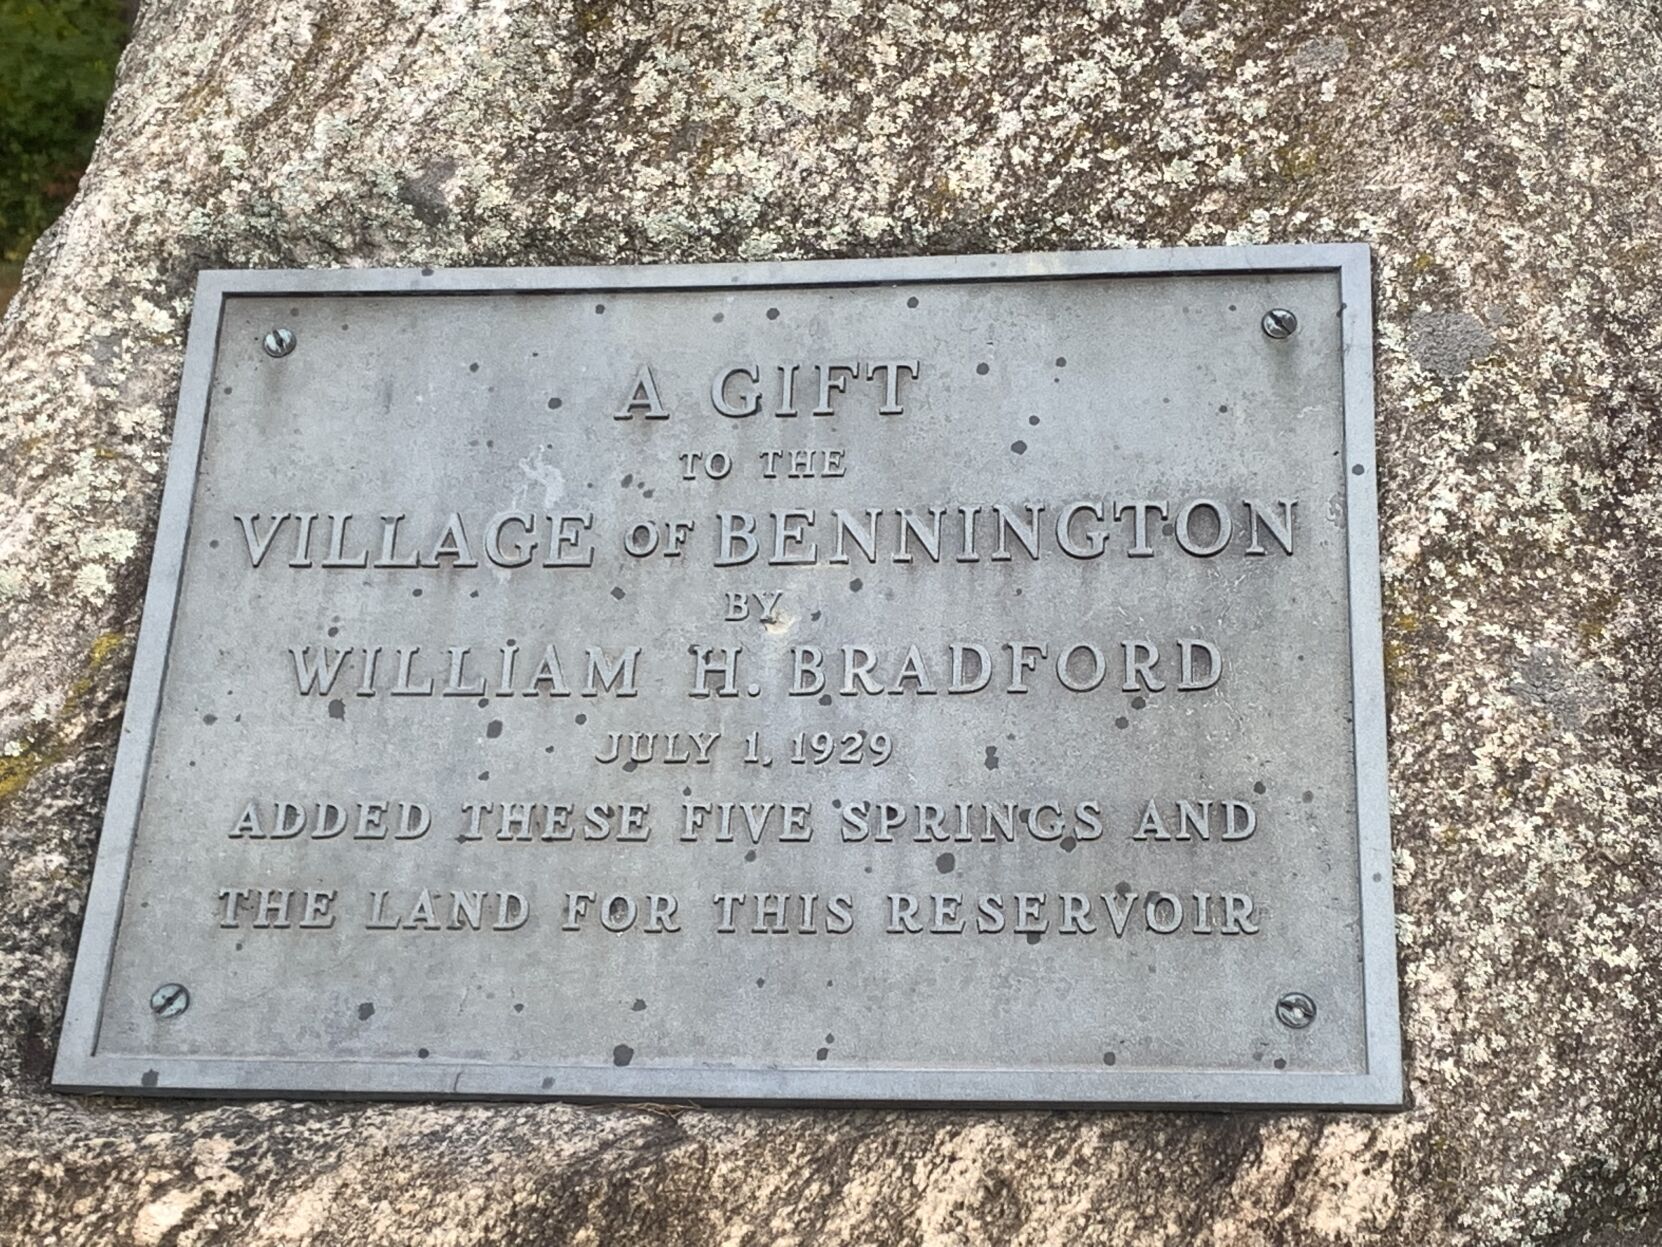 A GIFT
TO THE
VILLAGE OF BENNINGTON
BY
WILLIAM H. BRADFORD
JULY 1, 1929
ADDED THESE FIVE SPRINGS AND
THE LAND FOR THIS RESERVOIR